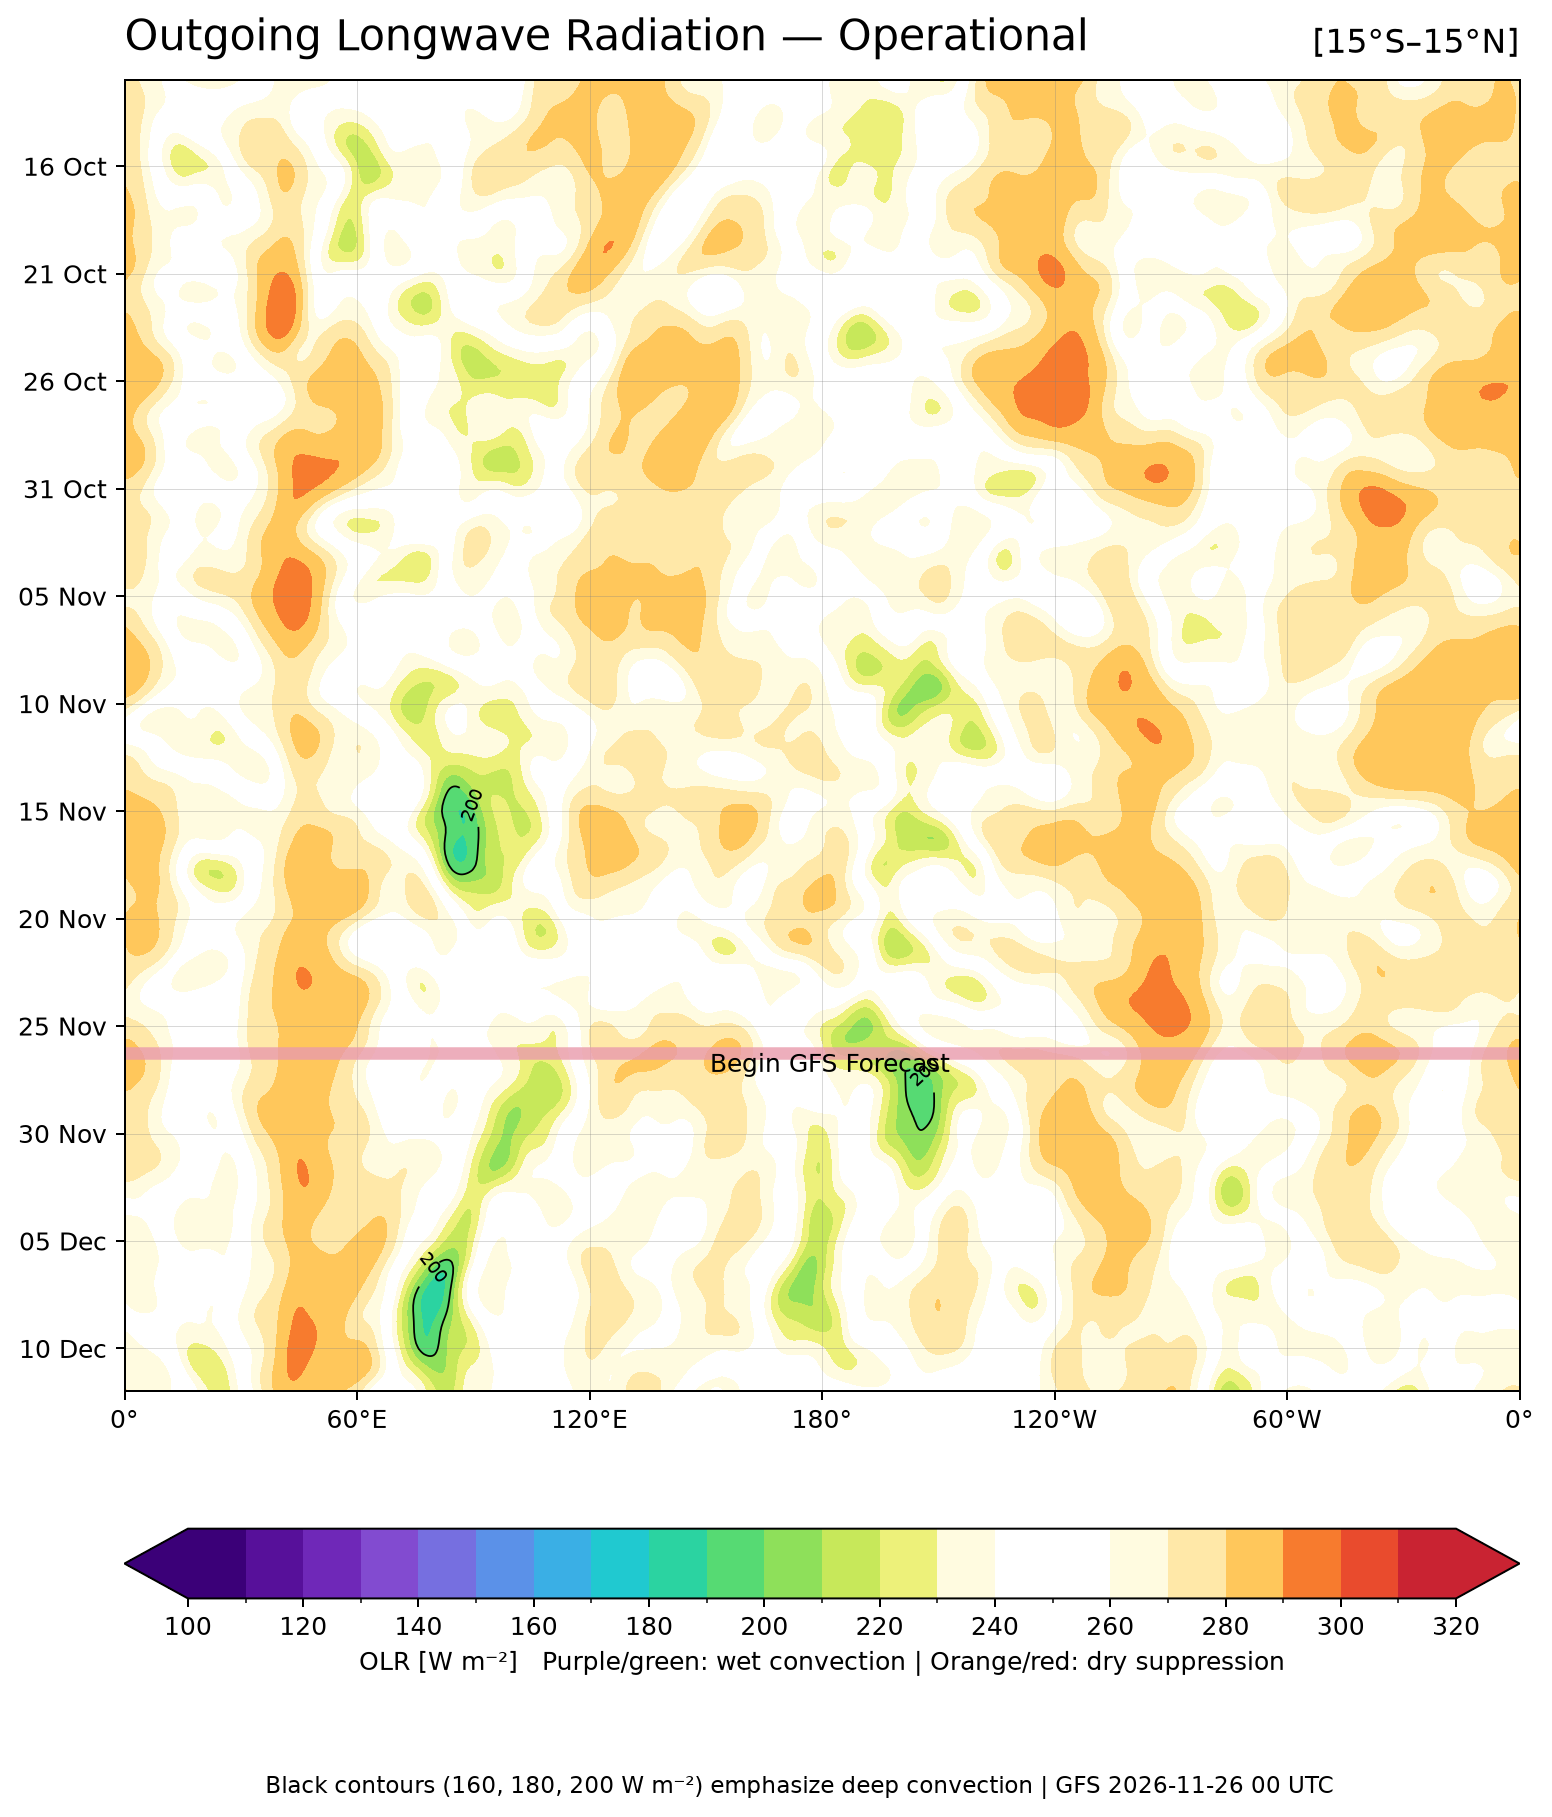 Outgoing Longwave Radiation — Operational [15°S–15°N]
16 Oct
21 Oct
26 Oct
31 Oct
05 Nov
10 Nov
200
15 Nov
20 Nov
25 Nov
Begin GFS Forecast
200
30 Nov
05 Dec
200
10 Dec
0° 60°E 120°E 180° 120°W 60°W 0°
100 120 140 160 180 200 220 240 260 280 300 320
OLR [W m⁻²] Purple/green: wet convection | Orange/red: dry suppression
Black contours (160, 180, 200 W m⁻²) emphasize deep convection | GFS 2026-11-26 00 UTC